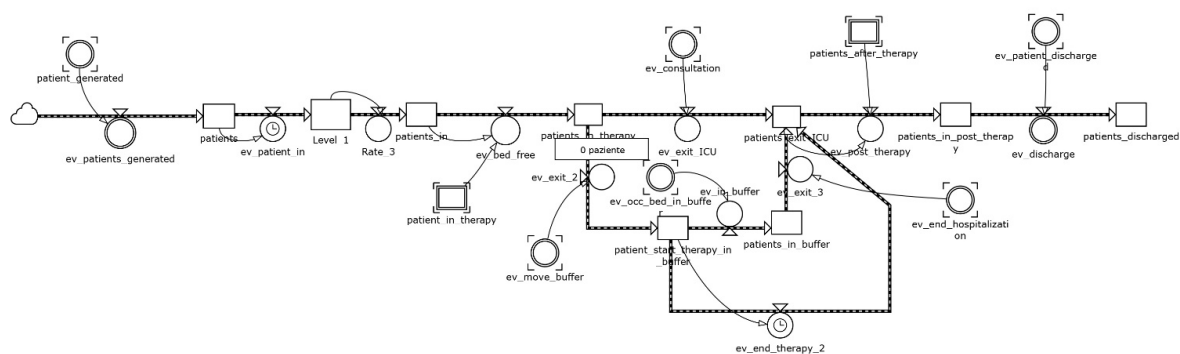 patient_generated
ev_consultation
patients_after_therapy
ev_patient_discharge
d
patients
Level_1
patients_in
patients_in_therapy
patients_exit_ICU
patients_in_post_therap
y
patients_discharged
ev_patients_generated
ev_patient_in
Rate_3
ev_bed_free
0 paziente
ev_exit_ICU
ev_post_therapy
ev_discharge
patient_in_therapy
ev_exit_2
ev_occ_bed_in_buffe
r
ev_in_buffer
ev_exit_3
ev_end_hospitalizati
on
ev_move_buffer
patient_start_therapy_in
_buffer
patients_in_buffer
ev_end_therapy_2